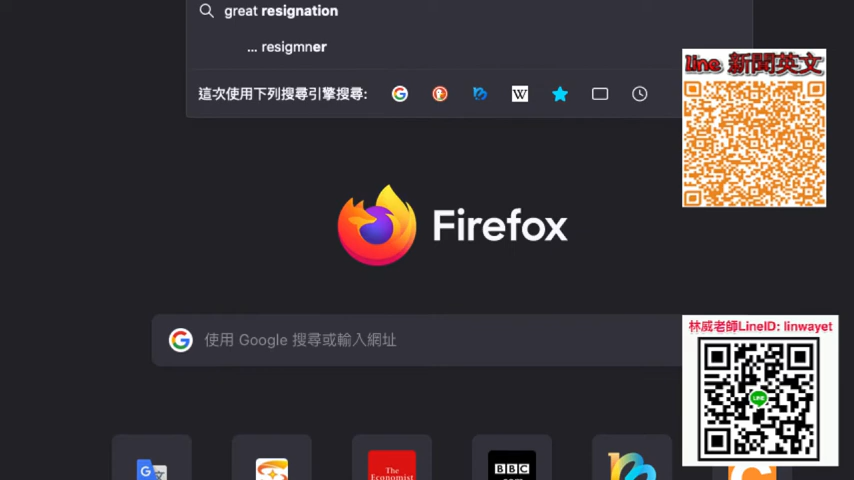 great resignation
... resigmner
這次使用下列搜尋引擎搜尋:
W
line 新聞英文
Firefox
使用 Google 搜尋或輸入網址
林威老師LineID: linwayet
LINE
The
Economist
BBC
.com